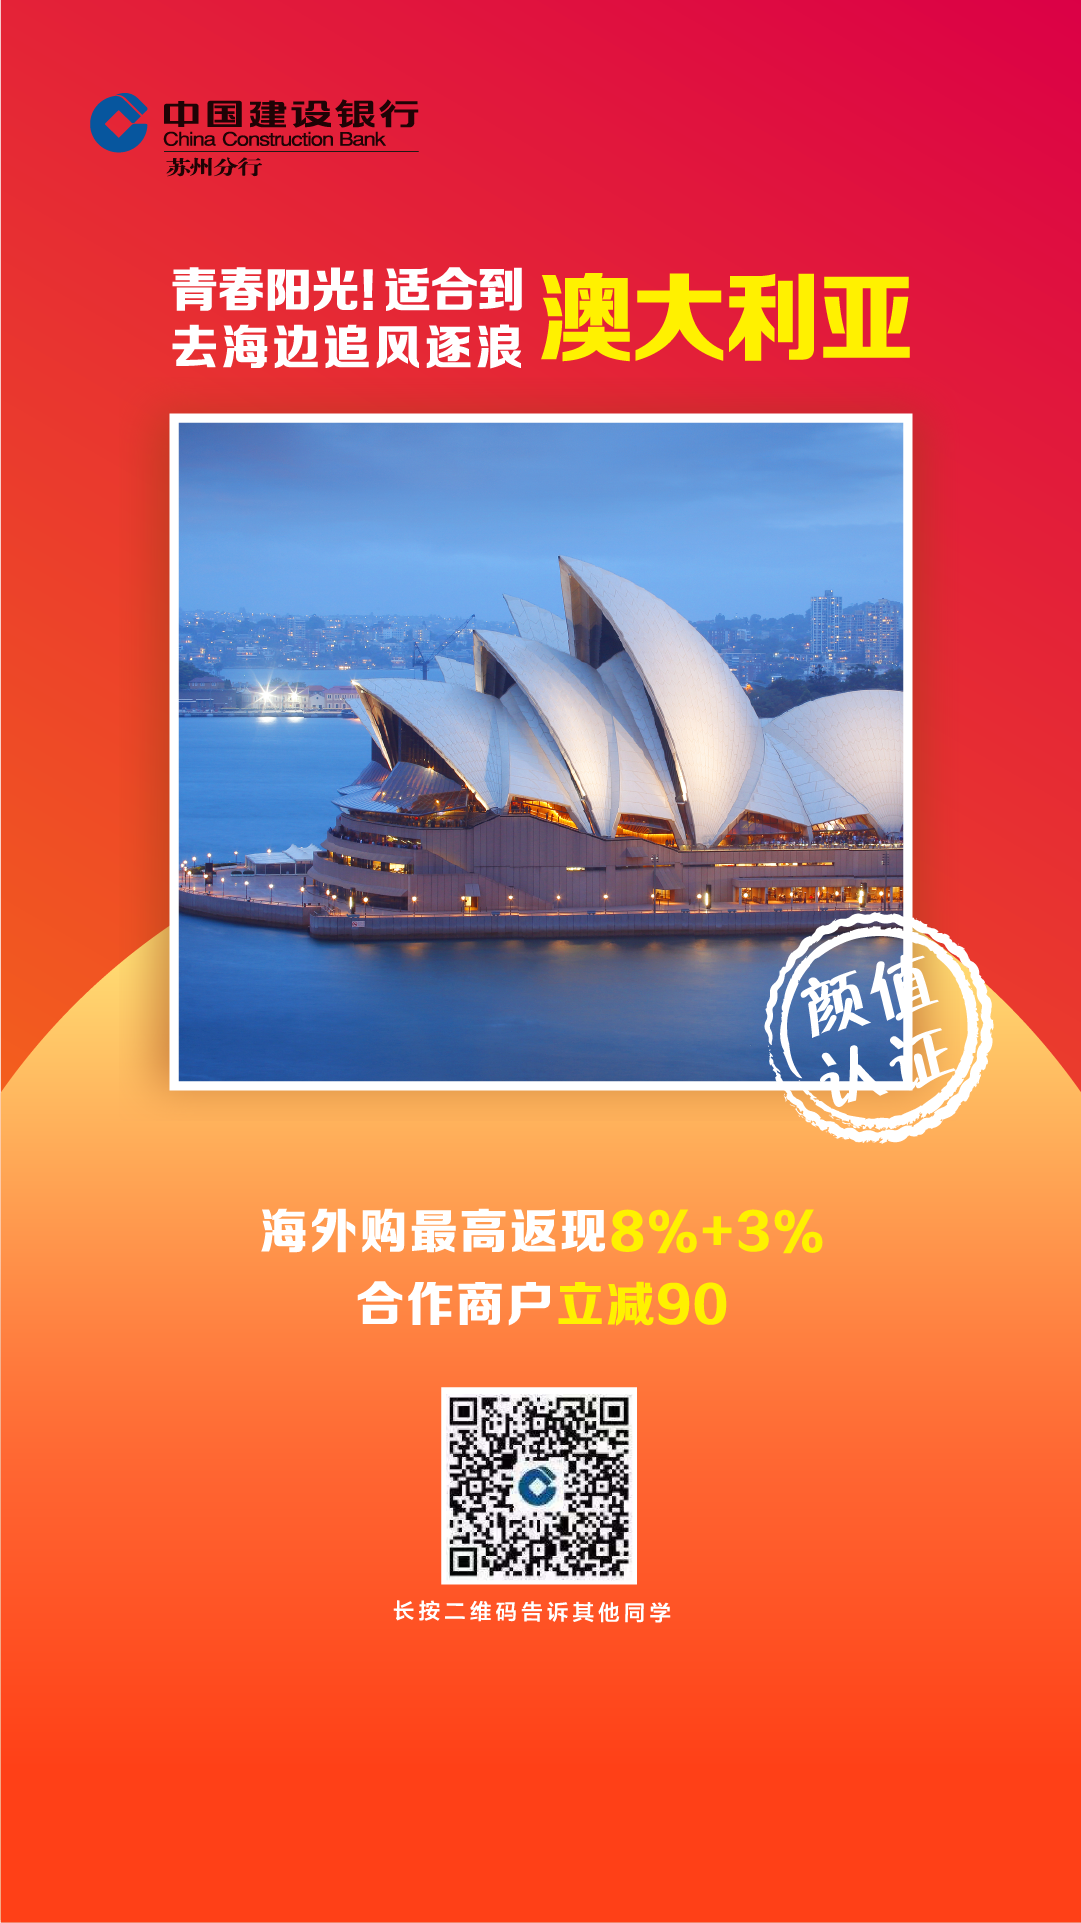 中国建设银行
China Construction Bank
苏州分行
青春阳光！适合到
去海边追风逐浪
澳大利亚
颜值
认证
海外购最高返现8%+3%
合作商户立减90
长按二维码告诉其他同学